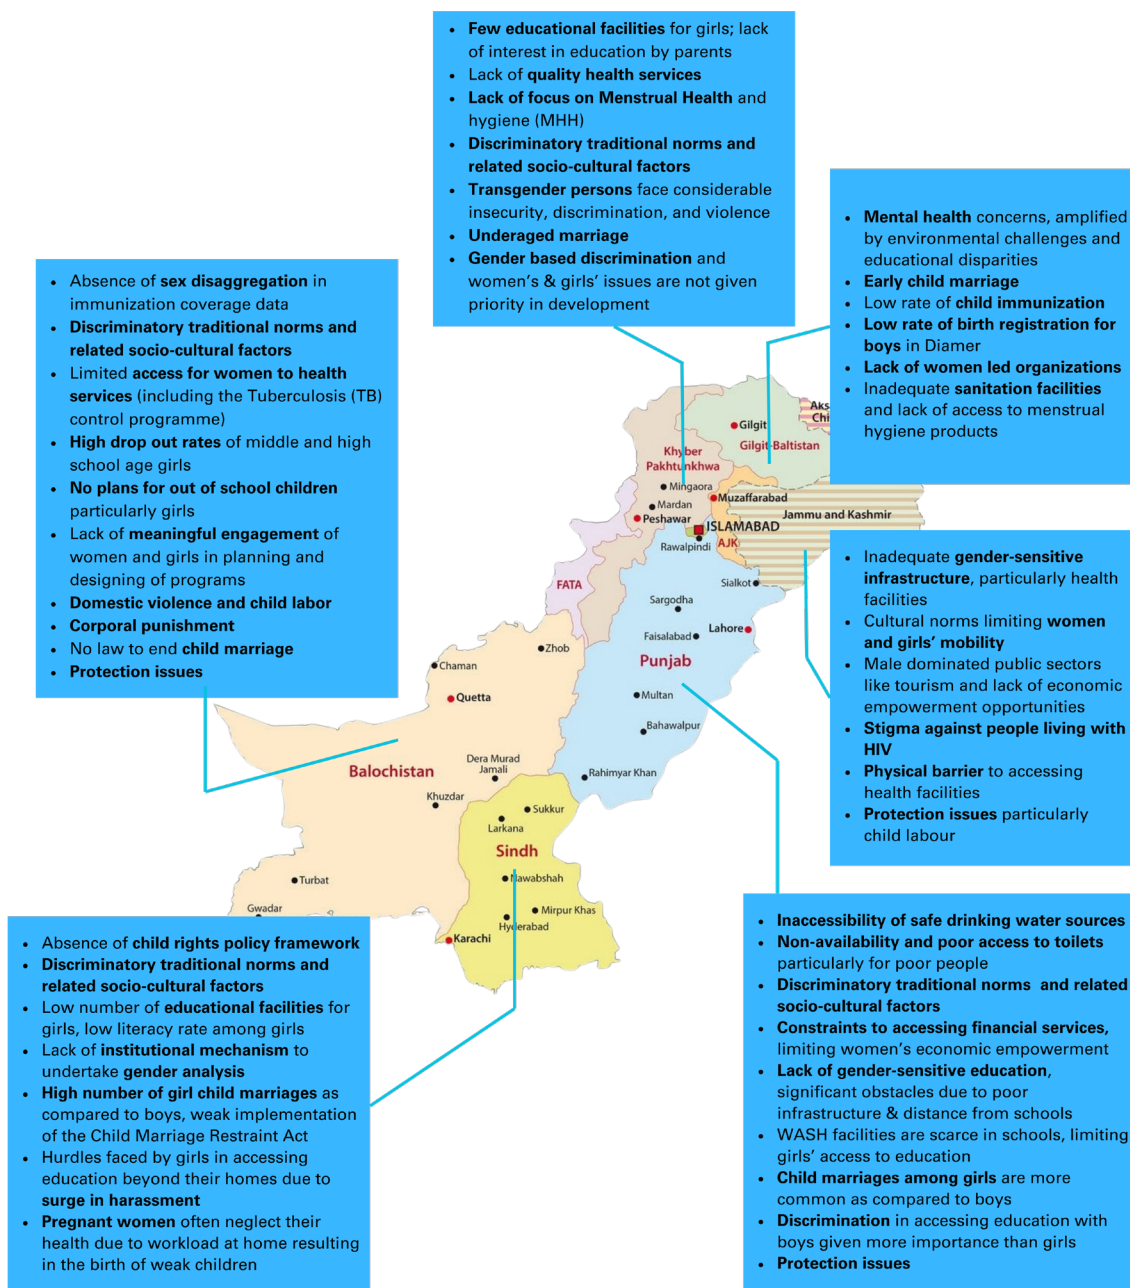 • Few educational facilities for girls; lack
of interest in education by parents
• Lack of quality health services
• Lack of focus on Menstrual Health and
hygiene (MHH)
• Discriminatory traditional norms and
related socio-cultural factors
• Transgender persons face considerable
insecurity, discrimination, and violence
• Underaged marriage
• Gender based discrimination and
women's & girls' issues are not given
priority in development
• Mental health concerns, amplified
by environmental challenges and
educational disparities
• Early child marriage
• Low rate of child immunization
• Low rate of birth registration for
boys in Diamer
• Lack of women led organizations
• Inadequate sanitation facilities
and lack of access to menstrual
hygiene products
• Absence of sex disaggregation in
immunization coverage data
• Discriminatory traditional norms and
related socio-cultural factors
• Limited access for women to health
services (including the Tuberculosis (TB)
control programme)
• High drop out rates of middle and high
school age girls
• No plans for out of school children
particularly girls
• Lack of meaningful engagement of
women and girls in planning and
designing of programs
• Domestic violence and child labor
• Corporal punishment
• No law to end child marriage
• Protection issues
Gilgit
Gilgit-Baltistan
Khyber
Pakhtunkhwa
Mingaora
Mardan
Muzaffarabad
Peshawar
Jammu and Kashmir
ISLAMABAD
AJK
Rawalpindi
FATA
Sialkot
Sargodha
Faisalabad
Lahore
Zhob
Punjab
Chaman
Quetta
Multan
Bahawalpur
Dera Murad
Jamali
Balochistan
Rahimyar Khan
Khuzdar
Sukkur
Larkana
Sindh
Turbat
Nawabshah
Gwadar
Mirpur Khas
Hyderabad
Karachi
• Inadequate gender-sensitive
infrastructure, particularly health
facilities
• Cultural norms limiting women
and girls' mobility
• Male dominated public sectors
like tourism and lack of economic
empowerment opportunities
• Stigma against people living with
HIV
• Physical barrier to accessing
health facilities
• Protection issues particularly
child labour
• Absence of child rights policy framework
• Discriminatory traditional norms and
related socio-cultural factors
• Low number of educational facilities for
girls, low literacy rate among girls
• Lack of institutional mechanism to
undertake gender analysis
• High number of girl child marriages as
compared to boys, weak implementation
of the Child Marriage Restraint Act
• Hurdles faced by girls in accessing
education beyond their homes due to
surge in harassment
• Pregnant women often neglect their
health due to workload at home resulting
in the birth of weak children
• Inaccessibility of safe drinking water sources
• Non-availability and poor access to toilets
particularly for poor people
• Discriminatory traditional norms and related
socio-cultural factors
• Constraints to accessing financial services,
limiting women's economic empowerment
• Lack of gender-sensitive education,
significant obstacles due to poor
infrastructure & distance from schools
• WASH facilities are scarce in schools, limiting
girls' access to education
• Child marriages among girls are more
common as compared to boys
• Discrimination in accessing education with
boys given more importance than girls
• Protection issues